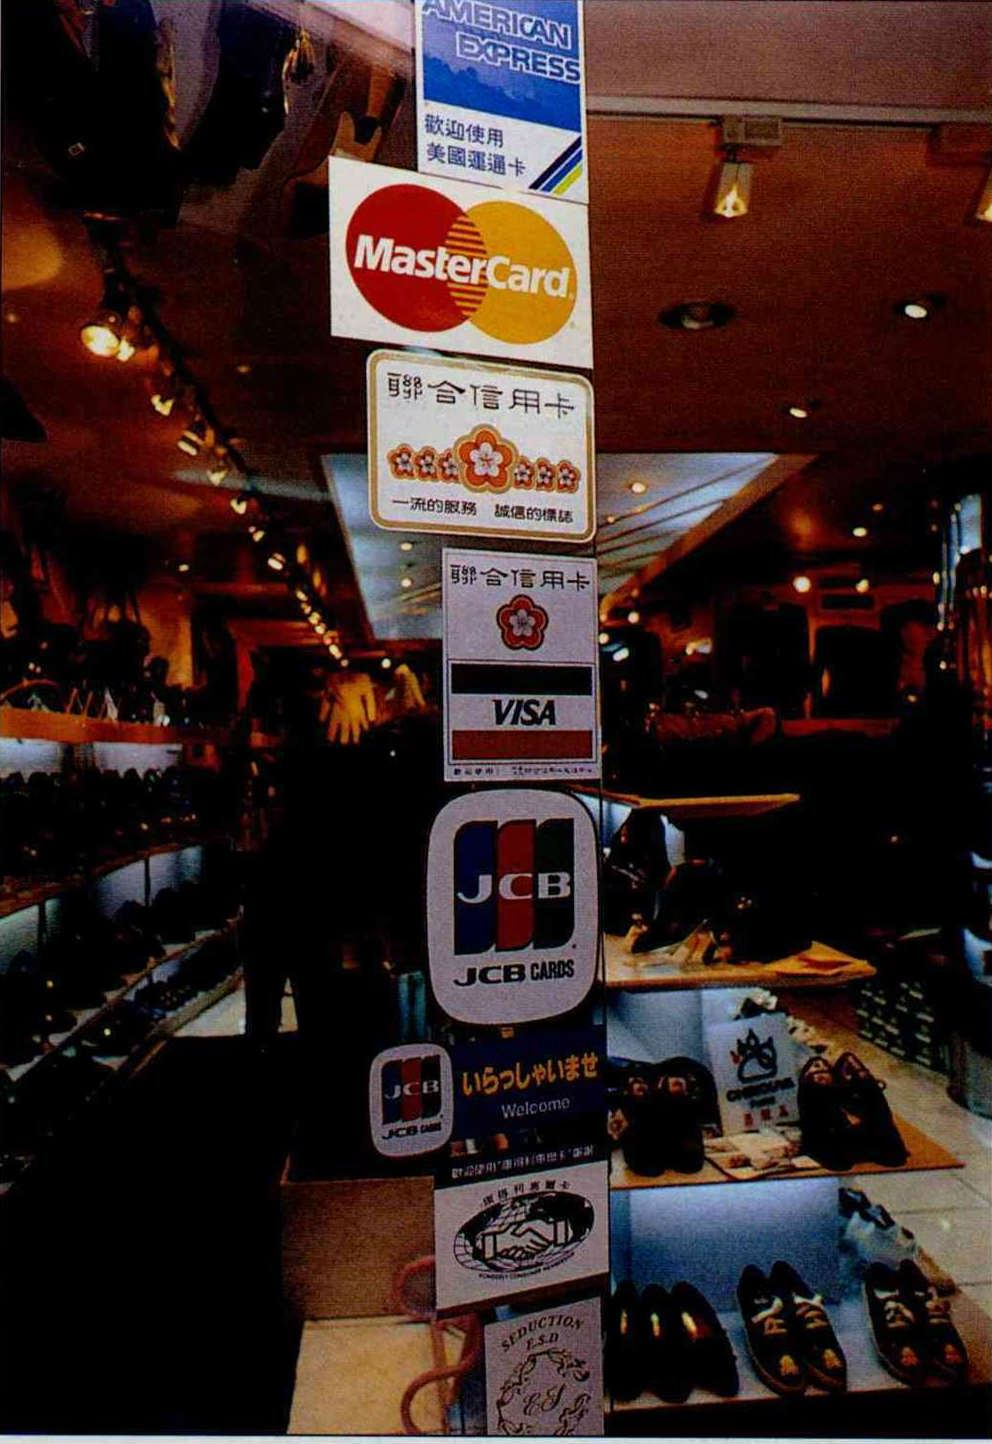 AMERICAN
EXPRESS
歡迎使用
美國運通卡
MasterCard
聯合信用卡
一流的服務 誠信的標誌
聯合信用卡
VISA
JCB
JCB CARDS
JCB
JCB CARDS
いらっしゃいませ
Welcome
SEDUCTION
E.S.D